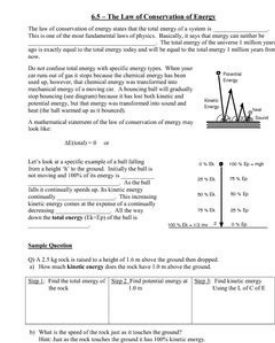 6.5 – The Law of Conservation of Energy
The law of conservation of energy states that the total energy of a system is ____________.
This is one of the most fundamental laws of physics. Basically, it says that energy can neither be
____________. The total energy of the universe 1 million years
ago is exactly equal to the total energy today and will be equal to the total energy 1 million years from
now.
Do not confuse total energy with specific energy types. When your
car runs out of gas it stops because the chemical energy has been
used up, however, that chemical energy was transformed into
mechanical energy of a moving car. A bouncing ball will gradually
stop bouncing (see diagram) because it has lost both kinetic and
potential energy, but that energy was transformed into sound and
heat (the ball warmed up as it bounced).
Potential
Energy
Kinetic
Energy
heat
Sound
A mathematical statement of the law of conservation of energy may
look like:
ΔE(total) = 0 or
Let's look at a specific example of a ball falling
from a height 'h' to the ground. Initially the ball is
not moving and 100% of its energy is
____________. As the ball
falls it continually speeds up. Its kinetic energy
continually ____________. This increasing
kinetic energy comes at the expense of a continually
decreasing ____________. All the way
down the total energy (Ek+Ep) of the ball is
____________.
0 % Ek 100 % Ep = mgh
25 % Ek 75 % Ep
50 % Ek 50 % Ep
75 % Ek 25 % Ep
100 % Ek = 1/2 mv² 0 % Ep
Sample Question
Q) A 2.5 kg rock is raised to a height of 1.6 m above the ground then dropped.
a) How much kinetic energy does the rock have 1.0 m above the ground.
Step 1: Find the total energy of the rock
Step 2: Find potential energy at 1.0 m
Step 3: Find kinetic energy Using the L of C of E
b) What is the speed of the rock just as it touches the ground?
Hint: Just as the rock touches the ground it has 100% kinetic energy.